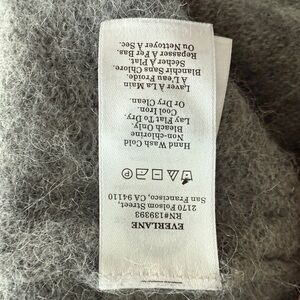 EVERLANE
RN#139393
2170 Folsom Street,
San Francisco, CA 94110
Hand Wash Cold
Non-chlorine
Bleach Only.
Lay Flat To Dry
Cool Iron.
Or Dry Clean.
Laver À La Main
À L'eau Froide.
Blanchir Sans Chlore.
Sécher À Plat.
Repasser À Fer Bas.
Ou Nettoyer À Sec.